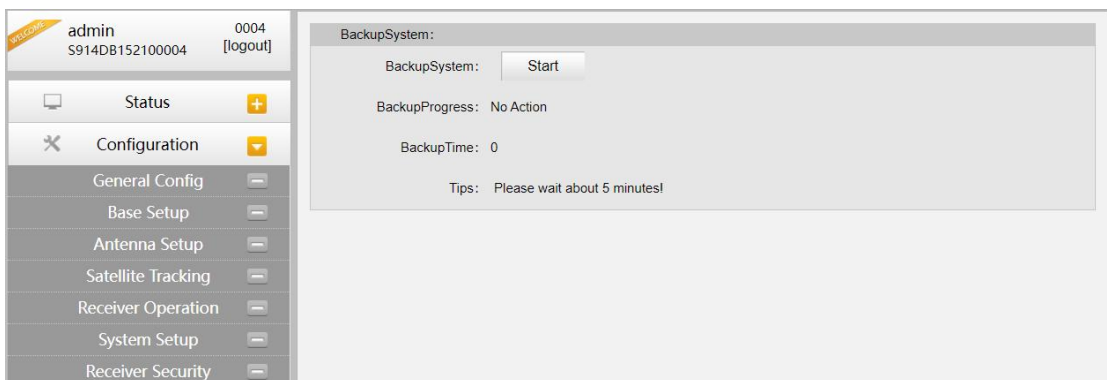 WELCOME
admin 0004
S914DB152100004 [logout]
Status
Configuration
General Config
Base Setup
Antenna Setup
Satellite Tracking
Receiver Operation
System Setup
Receiver Security
BackupSystem:
BackupSystem: Start
BackupProgress: No Action
BackupTime: 0
Tips: Please wait about 5 minutes!